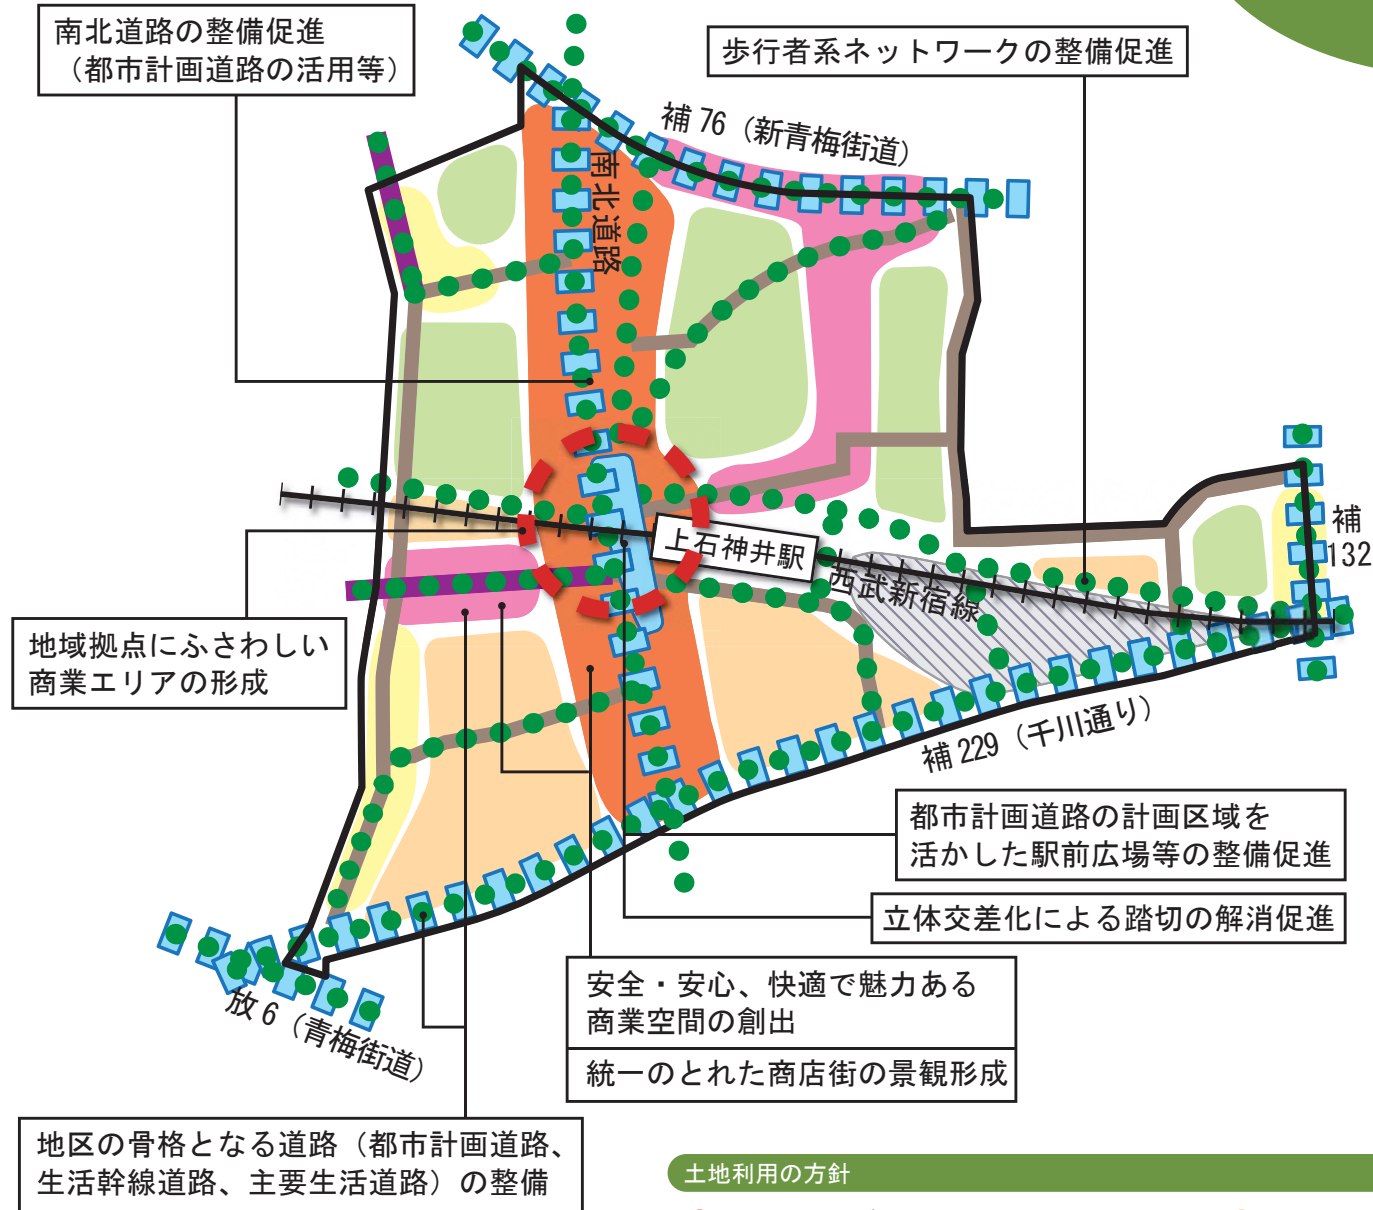 南北道路の整備促進
（都市計画道路の活用等）
歩行者系ネットワークの整備促進
補 76（新青梅街道）
南北道路
上石神井駅
西武新宿線
補
132
地域拠点にふさわしい
商業エリアの形成
補 229（千川通り）
都市計画道路の計画区域を
活かした駅前広場等の整備促進
立体交差化による踏切の解消促進
安全・安心、快適で魅力ある
商業空間の創出
統一のとれた商店街の景観形成
放 6（青梅街道）
地区の骨格となる道路（都市計画道路、
生活幹線道路、主要生活道路）の整備
土地利用の方針